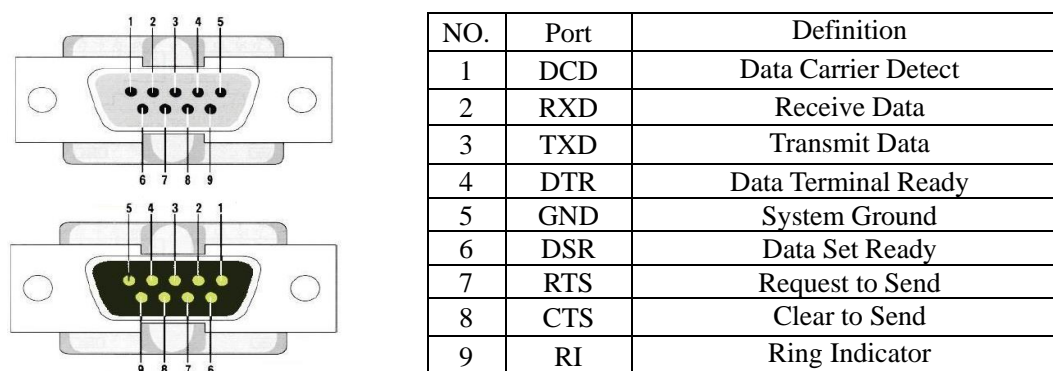 1 2 3 4 5
6 7 8 9
5 4 3 2 1
9 8 7 6
NO. Port Definition
1 DCD Data Carrier Detect
2 RXD Receive Data
3 TXD Transmit Data
4 DTR Data Terminal Ready
5 GND System Ground
6 DSR Data Set Ready
7 RTS Request to Send
8 CTS Clear to Send
9 RI Ring Indicator